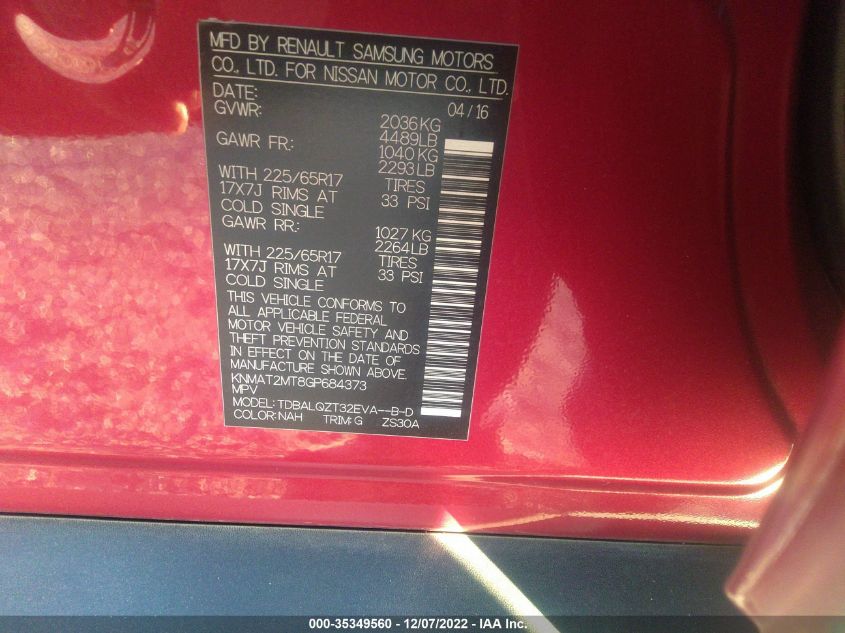 MFD BY RENAULT SAMSUNG MOTORS
CO., LTD. FOR NISSAN MOTOR CO., LTD.
DATE: 04/16
GVWR: 2036KG
4489LB
GAWR FR: 1040 KG
2293LB
WITH 225/65R17 TIRES
17X7J RIMS AT 33 PSI
COLD SINGLE
GAWR RR: 1027 KG
2264LB
WITH 225/65R17 TIRES
17X7J RIMS AT 33 PSI
COLD SINGLE
THIS VEHICLE CONFORMS TO
ALL APPLICABLE FEDERAL
MOTOR VEHICLE SAFETY AND
THEFT PREVENTION STANDARDS
IN EFFECT ON THE DATE OF
MANUFACTURE SHOWN ABOVE.
KNMAT2MT8GP684373
MPV
MODEL: TDBALQZT32EVA--B-D
COLOR: NAH TRIM: G ZS30A
000-35349560 - 12/07/2022 - IAA Inc.